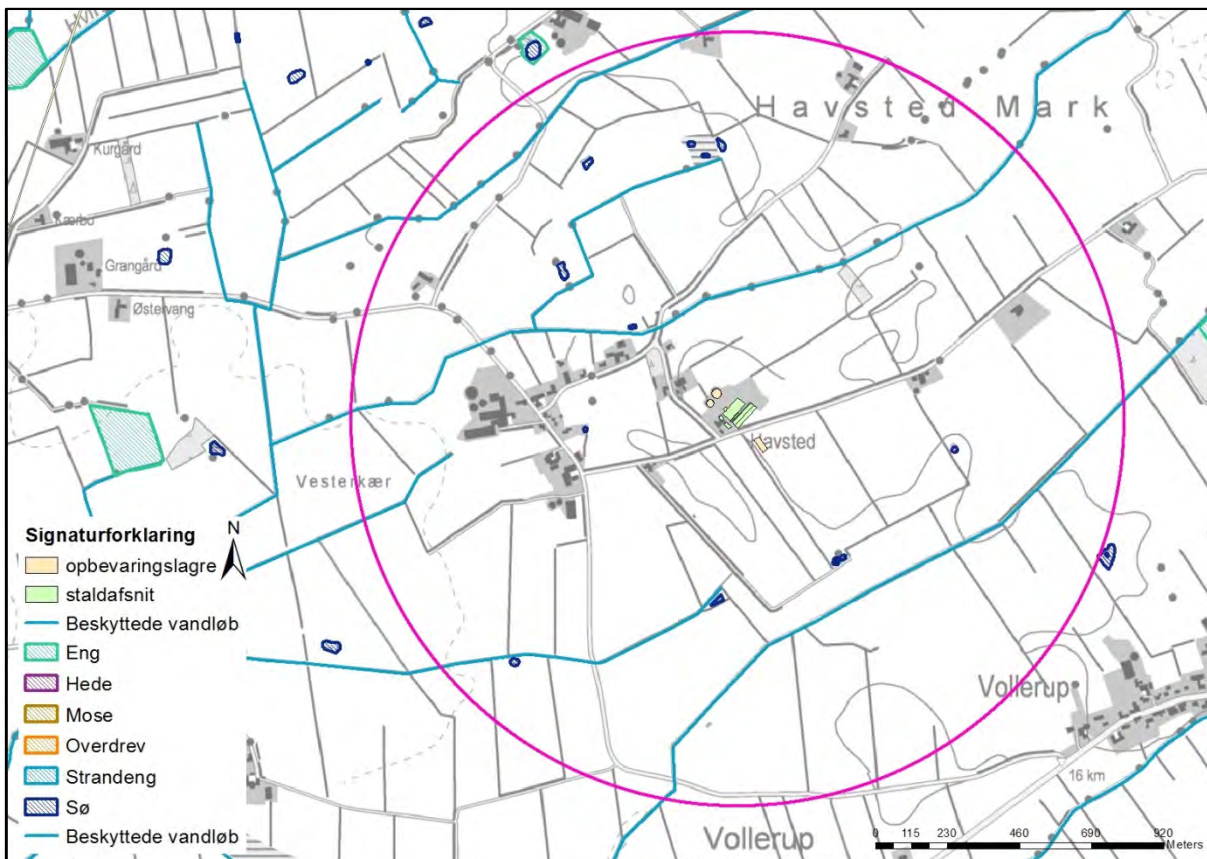 Havsted Mark
Kurgård
Kærbo
Grangård
Østervang
Havsted
Vesterkær
Signaturforklaring
N
opbevaringslagre
staldafsnit
Beskyttede vandløb
Eng
Hede
Mose
Overdrev
Strandeng
Sø
Beskyttede vandløb
Vollerup
16 km
Vollerup
0 115 230 460 690 920
Meters